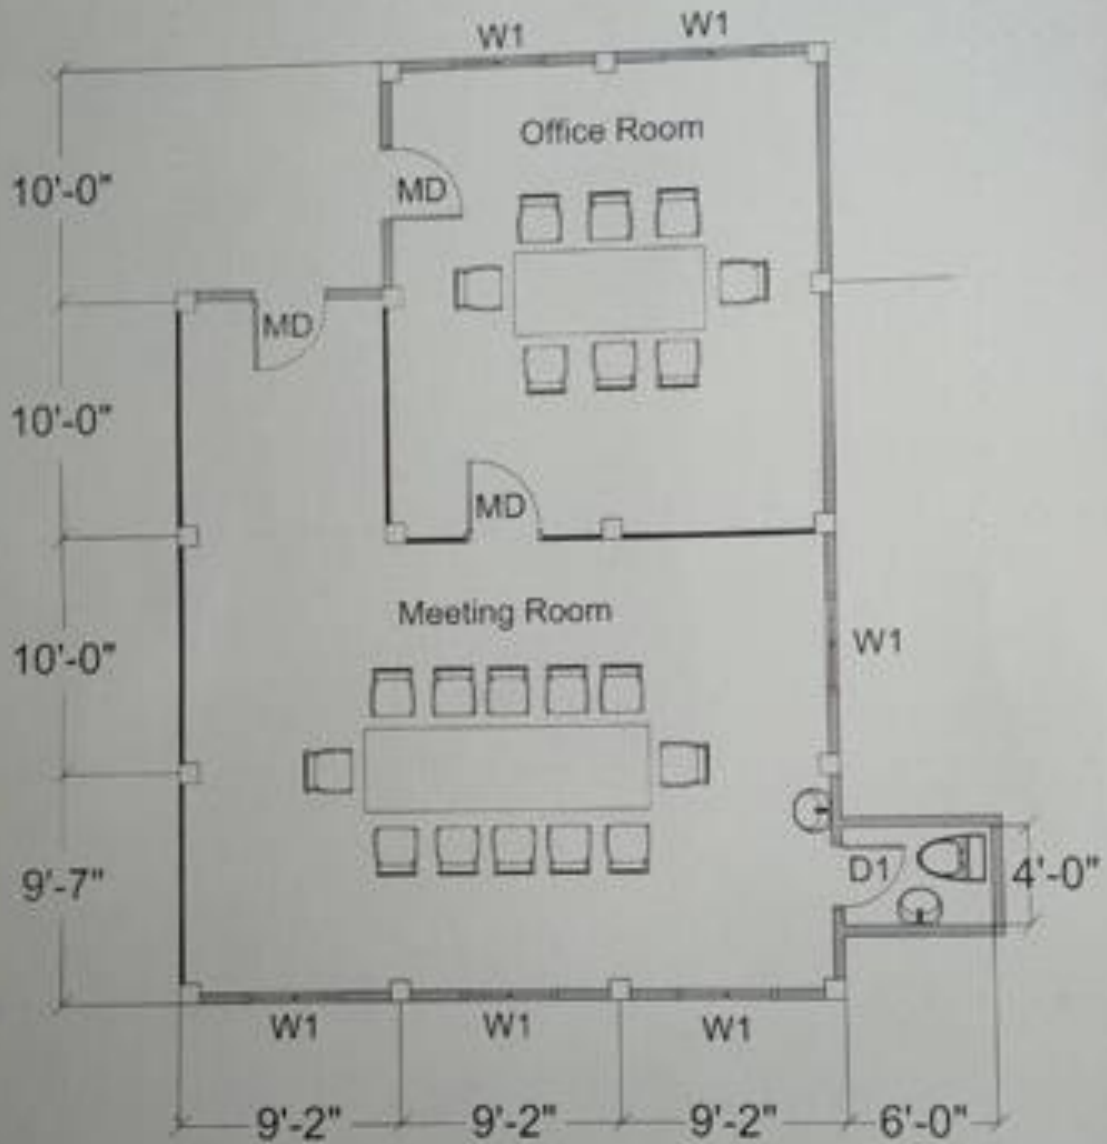 W1 W1
Office Room
10'-0"
MD
MD
10'-0"
MD
Meeting Room
10'-0"
W1
9'-7"
D1
4'-0"
W1 W1 W1
9'-2" 9'-2" 9'-2" 6'-0"